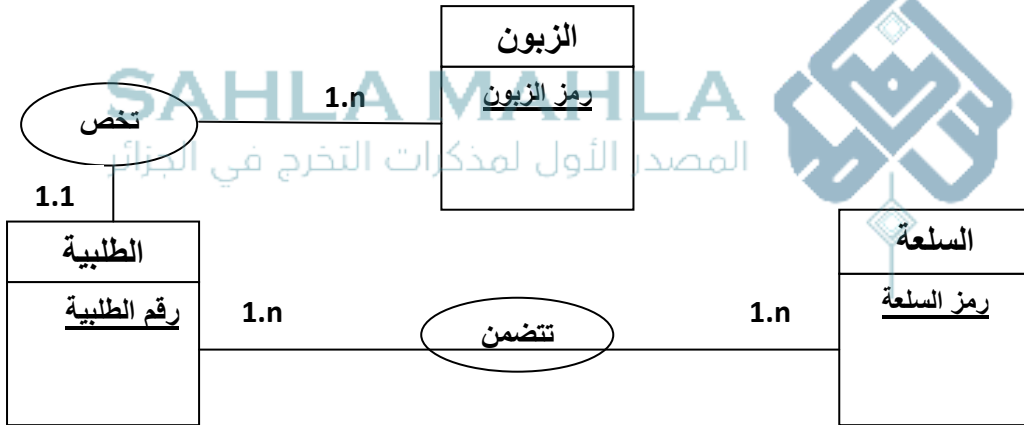 الزبون
SAHLA MAHLA
رمز الزبون
1.n
تخص
المصدر الأول لمذكرات التخرج في الجزائر
1.1
الطلبية
السلعة
رقم الطلبية
رمز السلعة
1.n
1.n
تتضمن